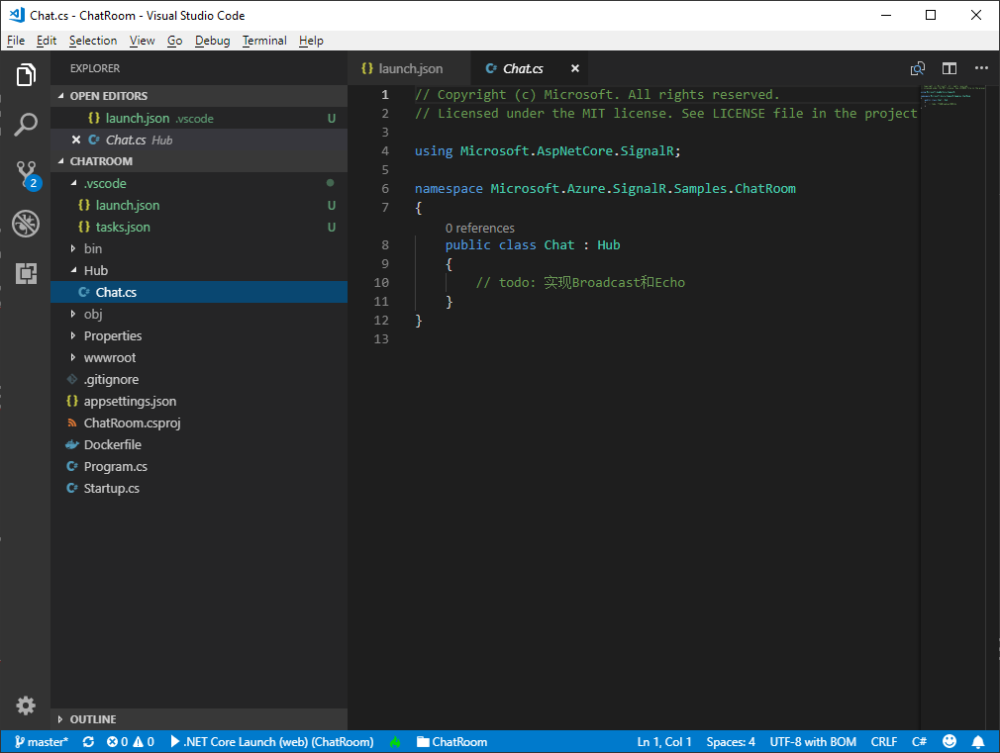 Chat.cs - ChatRoom - Visual Studio Code
File Edit Selection View Go Debug Terminal Help
EXPLORER
OPEN EDITORS
launch.json .vscode U
Chat.cs Hub
CHATROOM
.vscode
launch.json U
tasks.json U
bin
Hub
Chat.cs
obj
Properties
wwwroot
.gitignore
appsettings.json
ChatRoom.csproj
Dockerfile
Program.cs
Startup.cs
OUTLINE
2
launch.json Chat.cs
1 // Copyright (c) Microsoft. All rights reserved.
2 // Licensed under the MIT license. See LICENSE file in the project
3
4 using Microsoft.AspNetCore.SignalR;
5
6 namespace Microsoft.Azure.SignalR.Samples.ChatRoom
7 {
0 references
8 public class Chat : Hub
9 {
10 // todo: 实现Broadcast和Echo
11 }
12 }
13
master* 0 0 .NET Core Launch (web) (ChatRoom) ChatRoom Ln 1, Col 1 Spaces: 4 UTF-8 with BOM CRLF C#